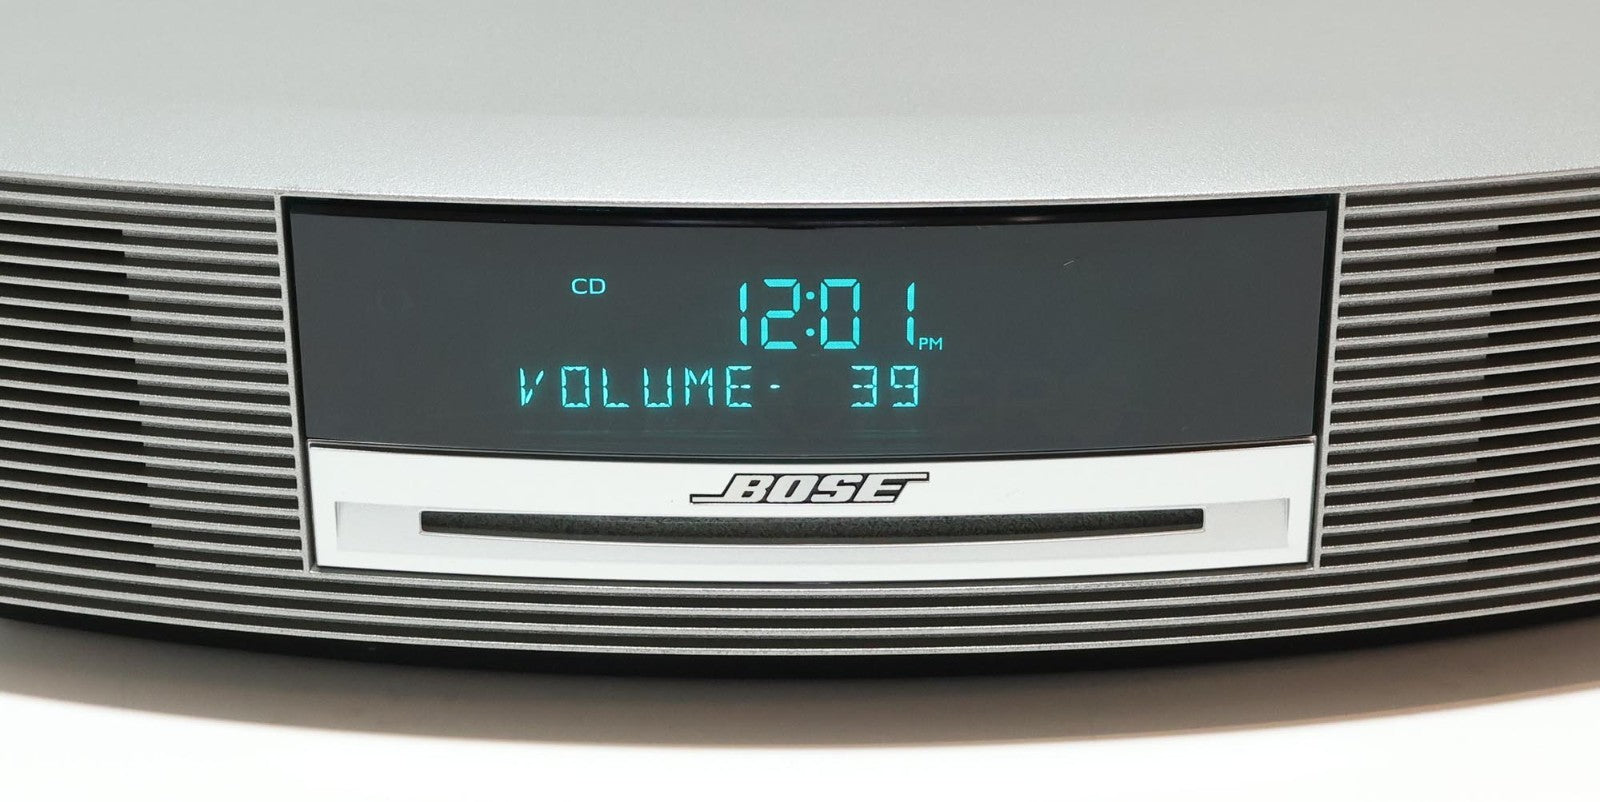 CD 12:01 PM
VOLUME- 39
BOSE